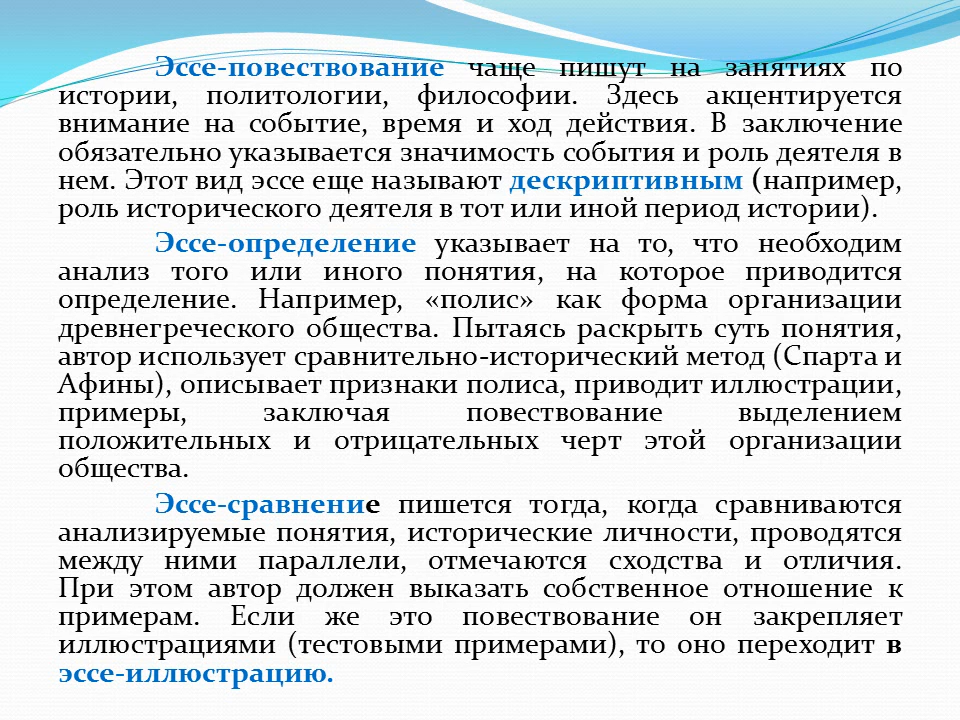 Эссе-повествование чаще пишут на занятиях по
истории, политологии, философии. Здесь акцентируется
внимание на событие, время и ход действия. В заключение
обязательно указывается значимость события и роль деятеля в
нем. Этот вид эссе еще называют дескриптивным (например,
роль исторического деятеля в тот или иной период истории).
Эссе-определение указывает на то, что необходим
анализ того или иного понятия, на которое приводится
определение. Например, «полис» как форма организации
древнегреческого общества. Пытаясь раскрыть суть понятия,
автор использует сравнительно-исторический метод (Спарта и
Афины), описывает признаки полиса, приводит иллюстрации,
примеры, заключая повествование выделением
положительных и отрицательных черт этой организации
общества.
Эссе-сравнение пишется тогда, когда сравниваются
анализируемые понятия, исторические личности, проводятся
между ними параллели, отмечаются сходства и отличия.
При этом автор должен выказать собственное отношение к
примерам. Если же это повествование он закрепляет
иллюстрациями (тестовыми примерами), то оно переходит в
эссе-иллюстрацию.